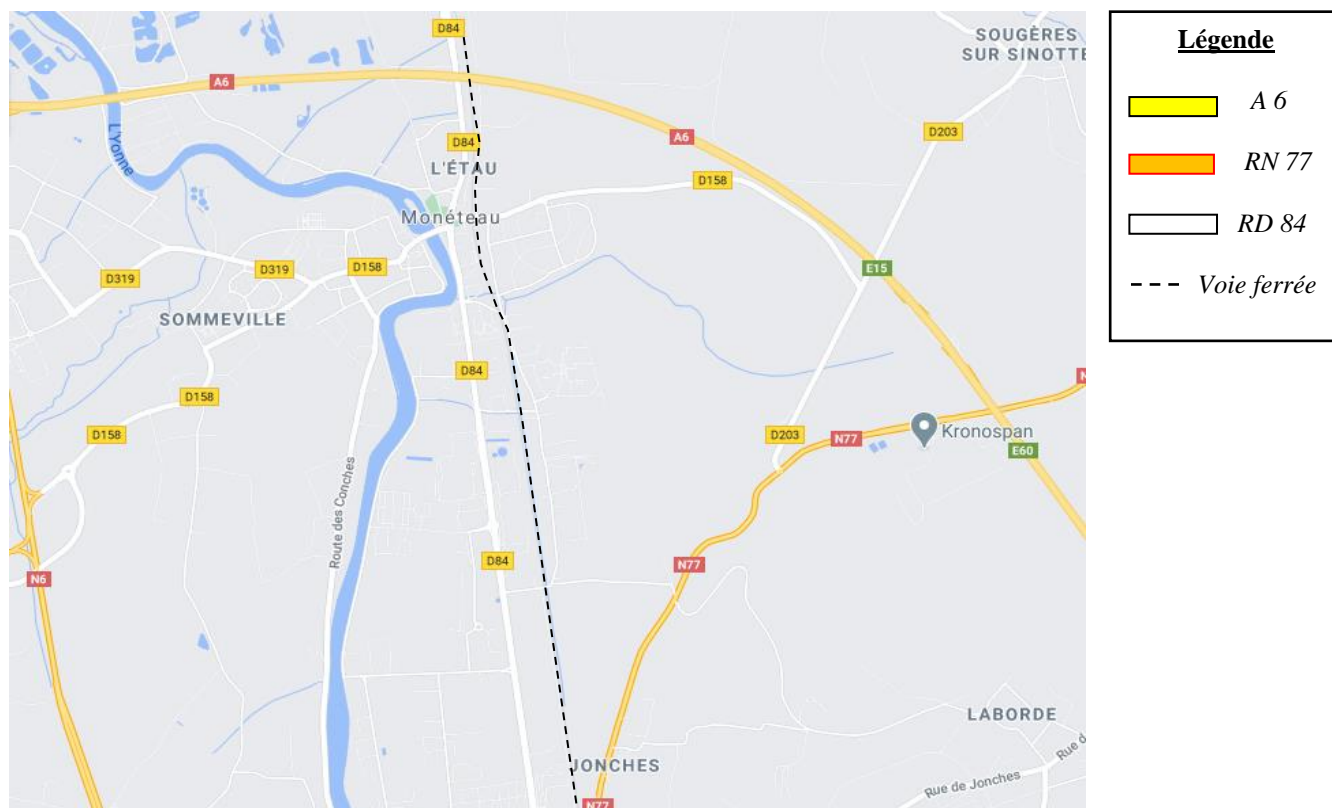 D84
SOUGÈRES
SUR SINOTTE
A6
L'Yonne
D84
A6
D203
L'ÉTAU
D158
Monéteau
D319
D319
D158
E15
SOMMEVILLE
D84
D158
D158
D203
N77
Kronospan
E60
Route des Conches
D84
N77
N6
LABORDE
JONCHES
Rue de Jonches
N77
Légende
A 6
RN 77
RD 84
Voie ferrée